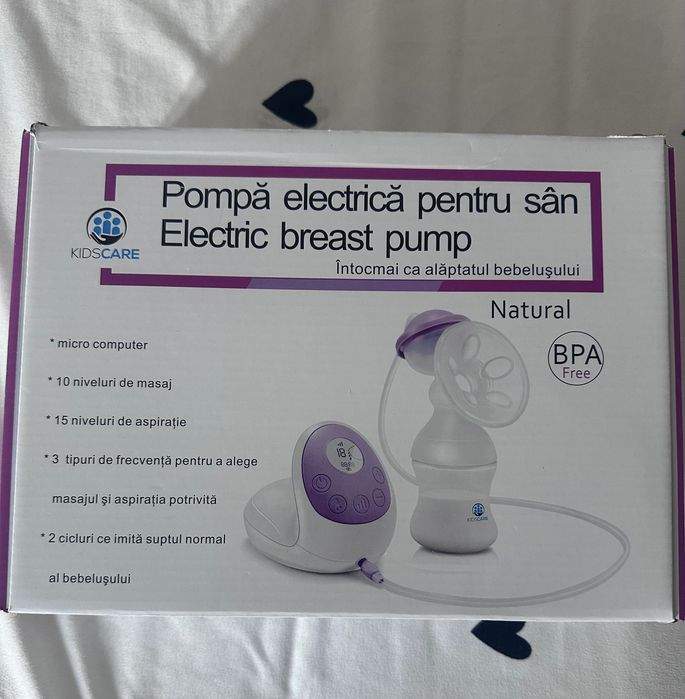 Pompă electrică pentru sân
Electric breast pump
Întocmai ca alăptatul bebelușului
KIDSCARE
Natural
BPA
Free
* micro computer
* 10 niveluri de masaj
* 15 niveluri de aspirație
* 3 tipuri de frecvență pentru a alege
masajul și aspirația potrivită
* 2 cicluri ce imită suptul normal
al bebelușului
18
KIDSCARE